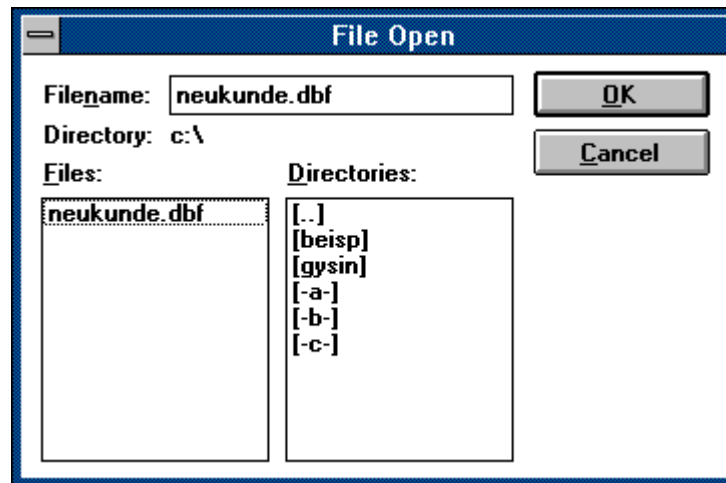 File Open
Filename: neukunde.dbf
OK
Directory: c:\
Cancel
Files:
Directories:
neukunde.dbf
[..]
[beisp]
[gysin]
[-a-]
[-b-]
[-c-]